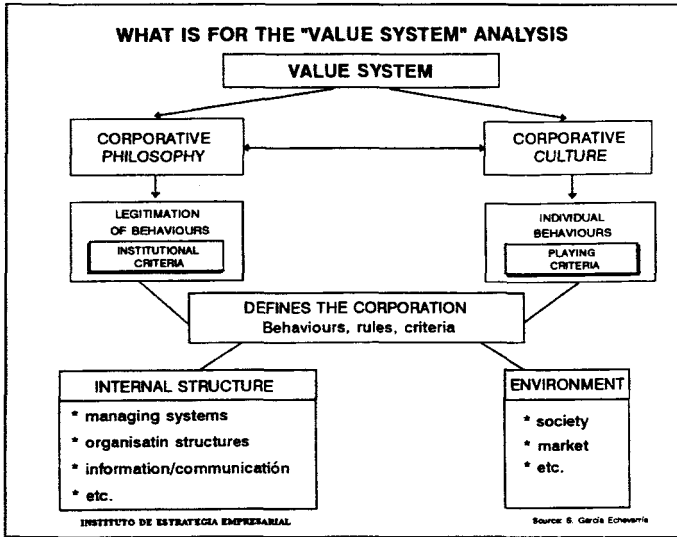 WHAT IS FOR THE "VALUE SYSTEM" ANALYSIS
VALUE SYSTEM
CORPORATIVE
PHILOSOPHY
CORPORATIVE
CULTURE
LEGITIMATION
OF BEHAVIOURS
INSTITUTIONAL
CRITERIA
INDIVIDUAL
BEHAVIOURS
PLAYING
CRITERIA
DEFINES THE CORPORATION
Behaviours, rules, criteria
INTERNAL STRUCTURE
* managing systems
* organisatin structures
* information/communicatión
* etc.
ENVIRONMENT
* society
* market
* etc.
INSTITUTO DE ESTRATEGIA EMPRESARIAL
Source: S. García Echevarría